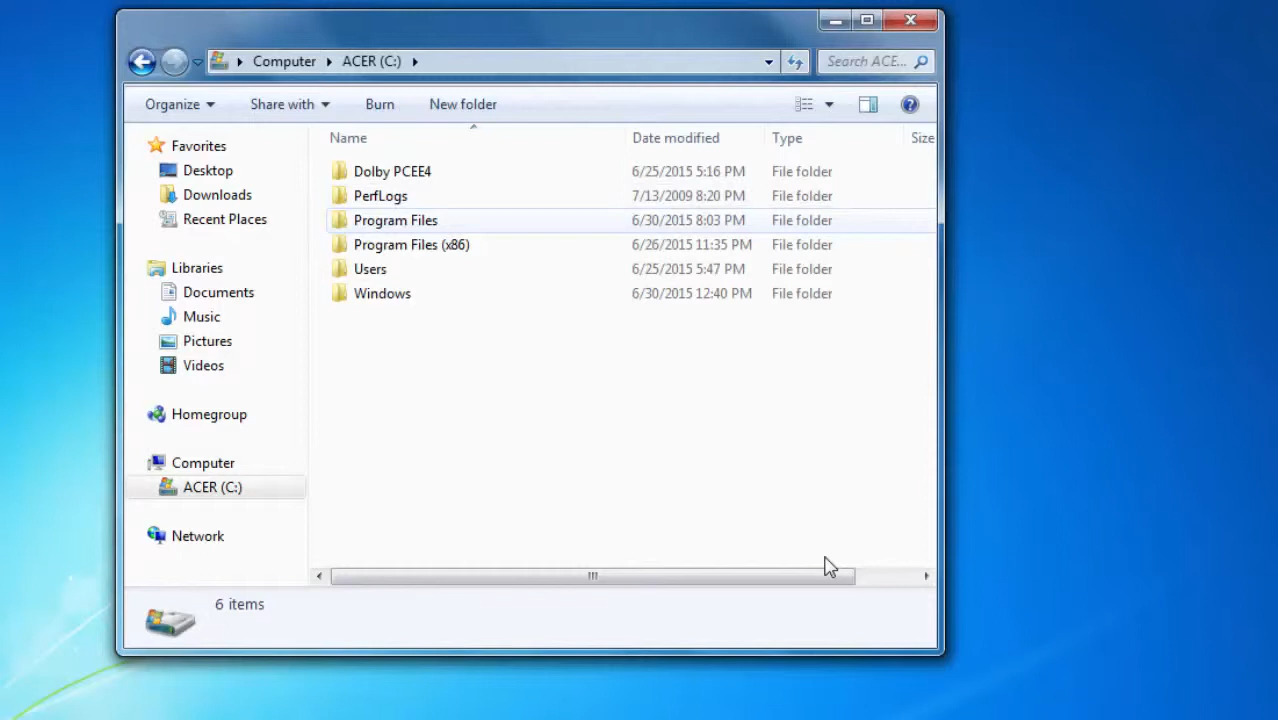 Computer ACER (C:) Search ACE...
Organize Share with Burn New folder
Name Date modified Type Size
Favorites
Desktop
Downloads
Recent Places
Libraries
Documents
Music
Pictures
Videos
Homegroup
Computer
ACER (C:)
Network
Dolby PCEE4 6/25/2015 5:16 PM File folder
PerfLogs 7/13/2009 8:20 PM File folder
Program Files 6/30/2015 8:03 PM File folder
Program Files (x86) 6/26/2015 11:35 PM File folder
Users 6/25/2015 5:47 PM File folder
Windows 6/30/2015 12:40 PM File folder
6 items